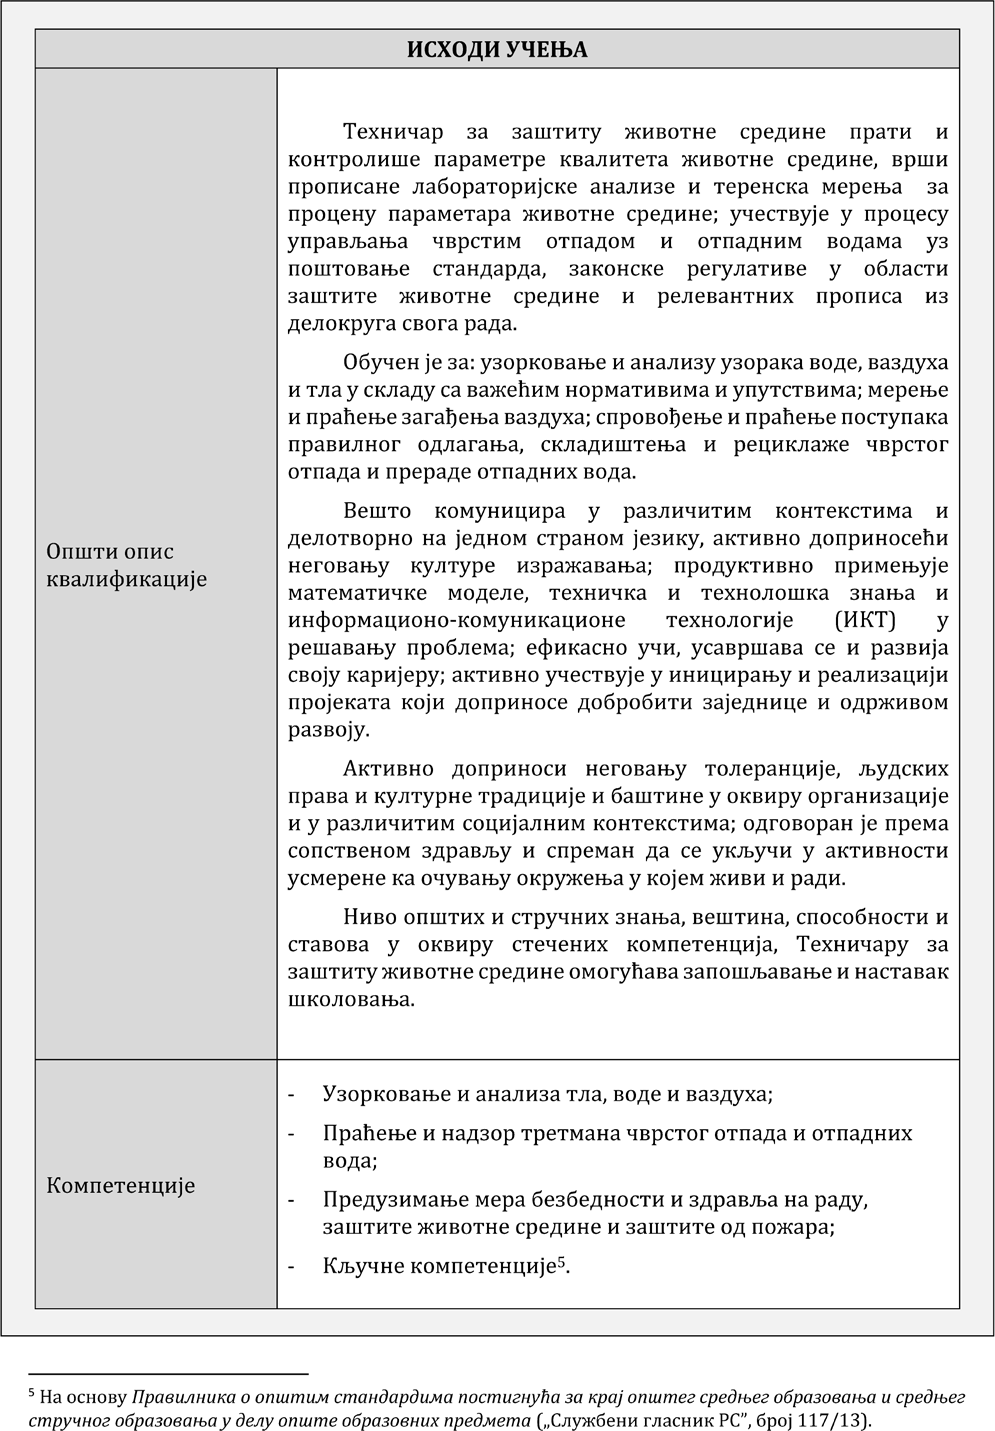 ИСХОДИ УЧЕЊА
Општи опис
квалификације
Техничар за заштиту животне средине прати и
контролише параметре квалитета животне средине, врши
прописане лабораторијске анализе и теренска мерења за
процену параметара животне средине; учествује у процесу
управљања чврстим отпадом и отпадним водама уз
поштовање стандарда, законске регулативе у области
заштите животне средине и релевантних прописа из
делокруга свога рада.
Обучен је за: узорковање и анализу узорака воде, ваздуха
и тла у складу са важећим нормативима и упутствима; мерење
и праћење загађења ваздуха; спровођење и праћење поступака
правилног одлагања, складиштења и рециклаже чврстог
отпада и прераде отпадних вода.
Вешто комуницира у различитим контекстима и
делотворно на једном страном језику, активно доприносећи
неговању културе изражавања; продуктивно примењује
математичке моделе, техничка и технолошка знања и
информационо-комуникационе технологије (ИКТ) у
решавању проблема; ефикасно учи, усавршава се и развија
своју каријеру; активно учествује у иницирању и реализацији
пројеката који доприносе добробити заједнице и одрживом
развоју.
Активно доприноси неговању толеранције, људских
права и културне традиције и баштине у оквиру организације
и у различитим социјалним контекстима; одговоран је према
сопственом здрављу и спреман да се укључи у активности
усмерене ка очувању окружења у којем живи и ради.
Ниво општих и стручних знања, вештина, способности и
ставова у оквиру стечених компетенција, Техничару за
заштиту животне средине омогућава запошљавање и наставак
школовања.
Компетенције
- Узорковање и анализа тла, воде и ваздуха;
- Праћење и надзор третмана чврстог отпада и отпадних
вода;
- Предузимање мера безбедности и здравља на раду,
заштите животне средине и заштите од пожара;
- Кључне компетенције⁵.
⁵ На основу Правилника о општим стандардима постигнућа за крај општег средњег образовања и средњег
стручног образовања у делу опште образовних предмета („Службени гласник РС”, број 117/13).